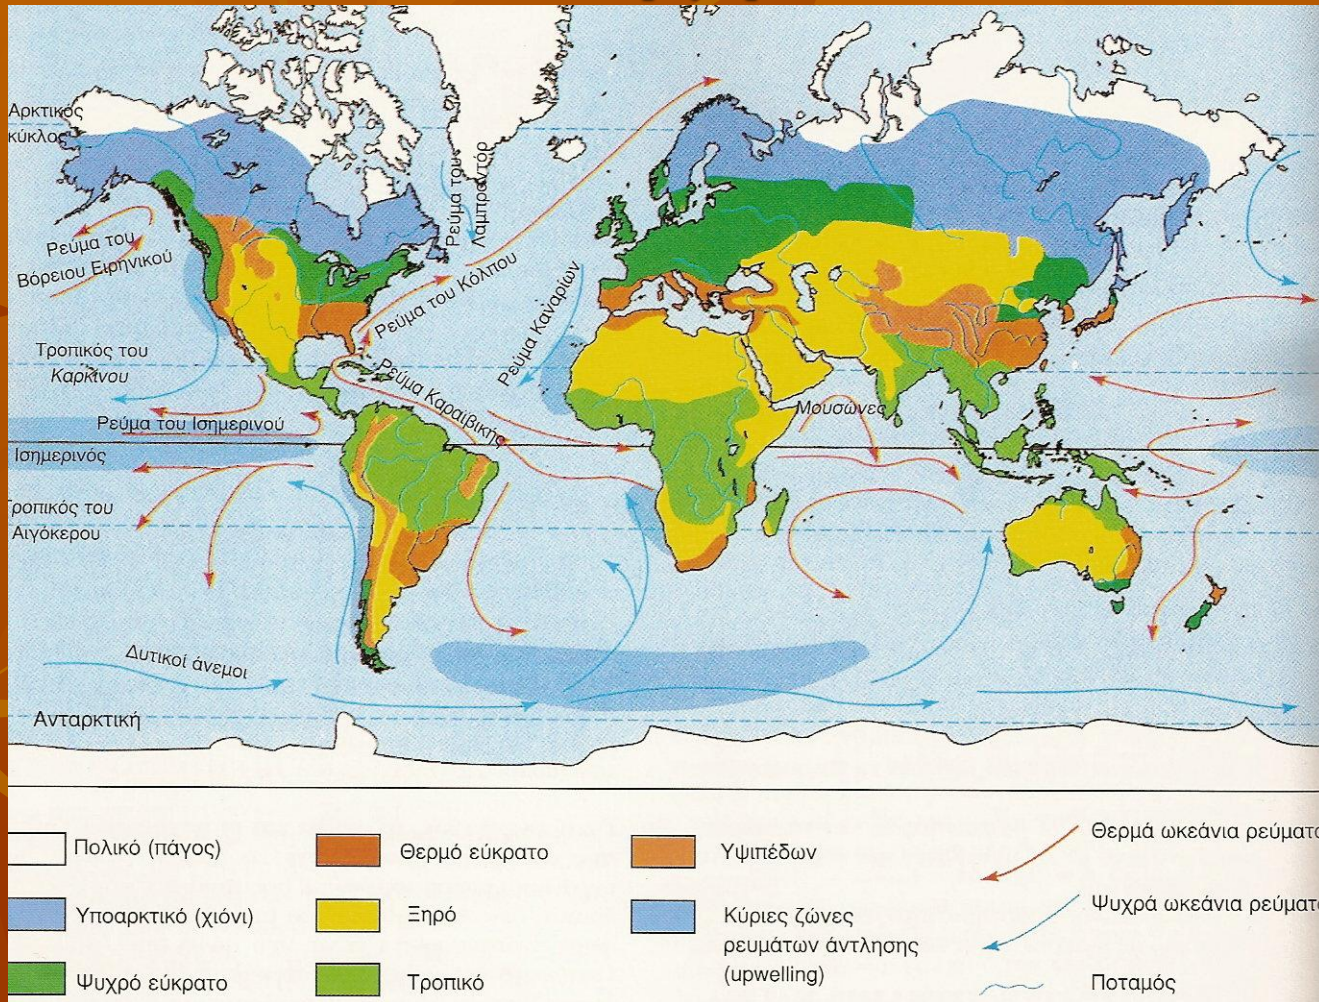 Αρκτικός
κύκλος
Ρεύμα του
Λαμπραντόρ
Ρεύμα του
Βόρειου Ειρηνικού
Ρεύμα του Κόλπου
Ρεύμα Καναρίων
Τροπικός του
Καρκίνου
Ρεύμα Καραϊβικής
Μουσώνες
Ρεύμα του Ισημερινού
Ισημερινός
ροπικός του
Αιγόκερου
Δυτικοί άνεμοι
Ανταρκτική
Πολικό (πάγος)
Θερμό εύκρατο
Υψιπέδων
Θερμά ωκεάνια ρεύματα
Υποαρκτικό (χιόνι)
Ξηρό
Κύριες ζώνες
ρευμάτων άντλησης
(upwelling)
Ψυχρά ωκεάνια ρεύματα
Ψυχρό εύκρατο
Τροπικό
Ποταμός